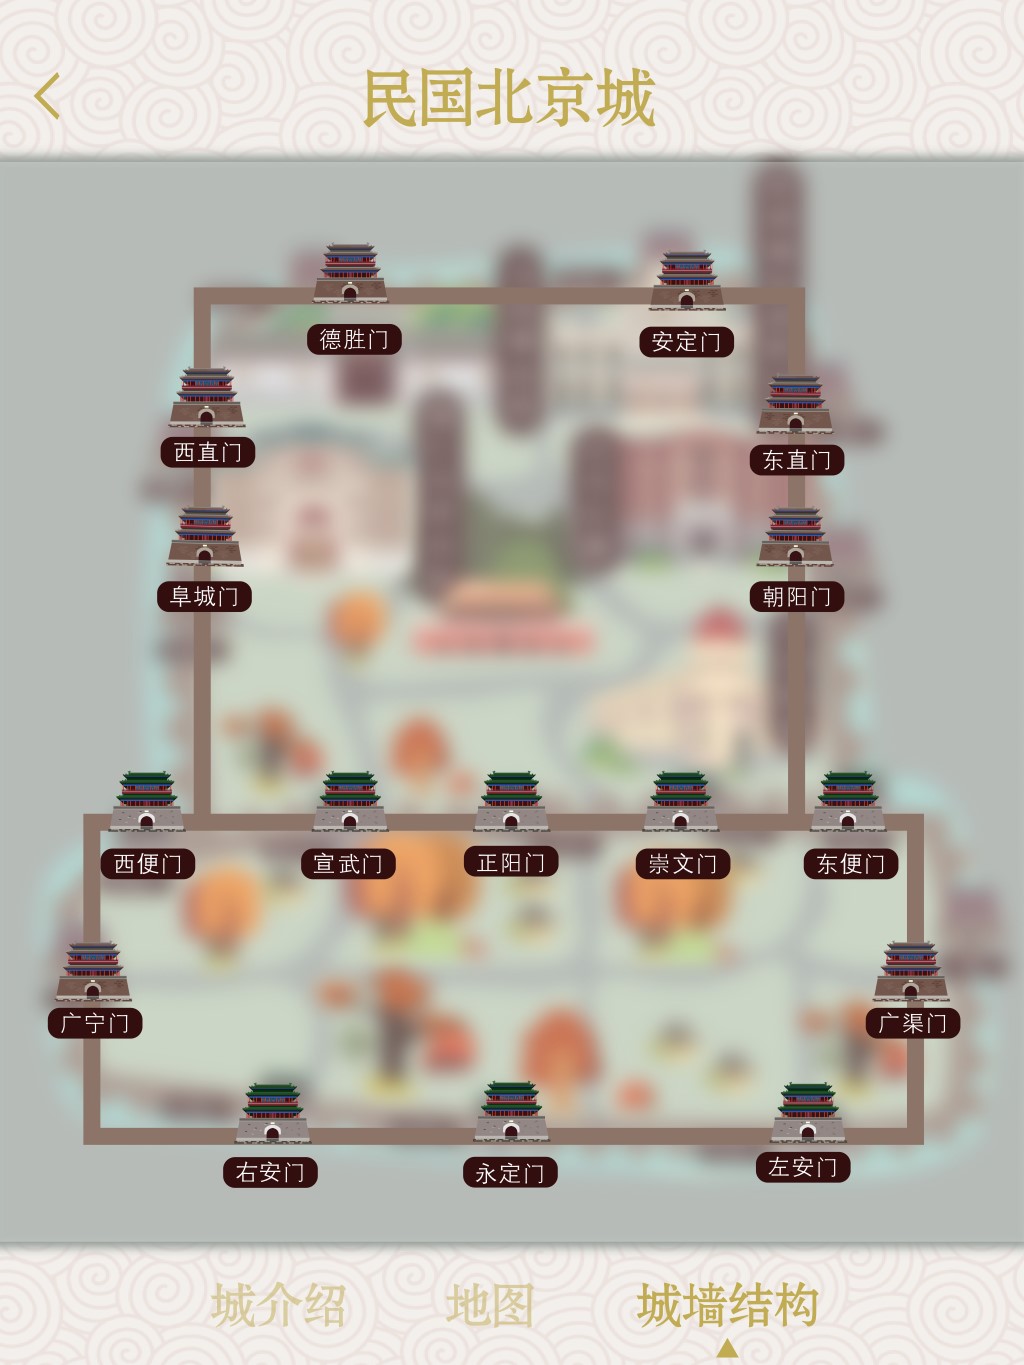 民国北京城
德胜门
安定门
西直门
东直门
阜城门
朝阳门
西便门
宣武门
正阳门
崇文门
东便门
广宁门
广渠门
右安门
永定门
左安门
城介绍
地图
城墙结构